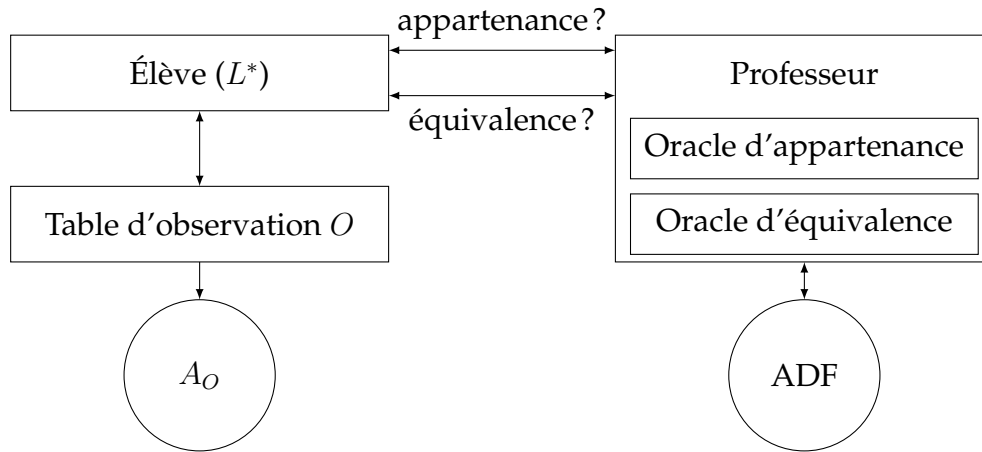 appartenance ?
Élève (L*)
Professeur
équivalence ?
Oracle d'appartenance
Table d'observation O
Oracle d'équivalence
A_O
ADF